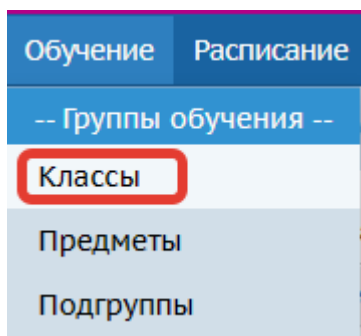 Обучение Расписание
-- Группы обучения --
Классы
Предметы
Подгруппы